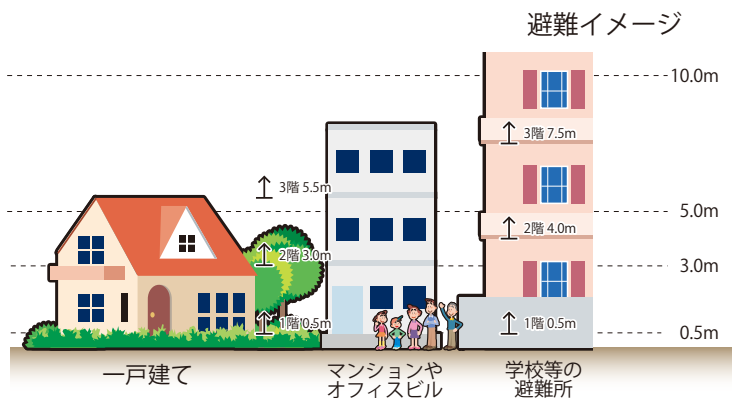 避難イメージ
10.0m
3階 7.5m
3階 5.5m
5.0m
2階 4.0m
2階 3.0m
3.0m
1階0.5m
1階 0.5m
0.5m
一戸建て
マンションや
オフィスビル
学校等の
避難所